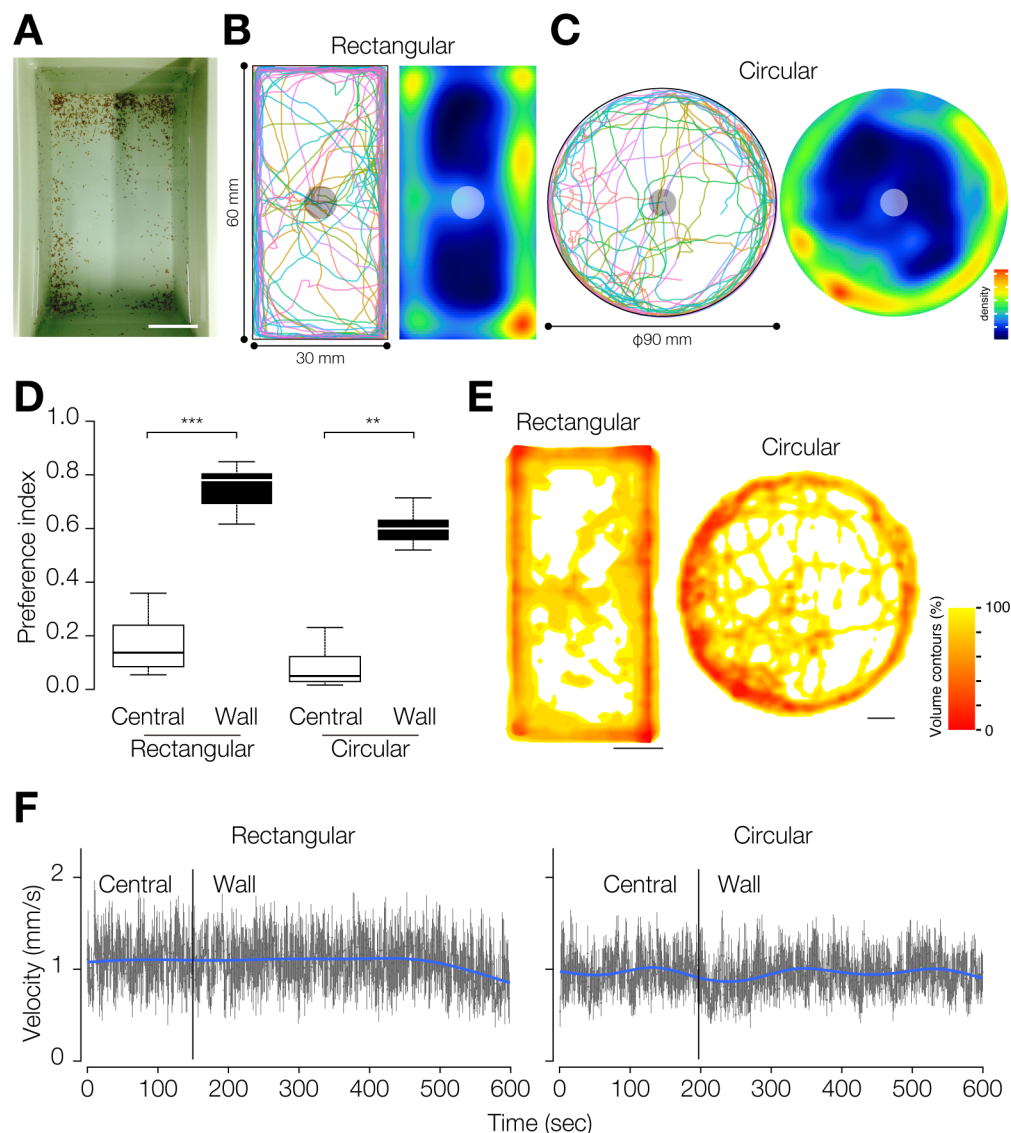 A
B
Rectangular
60 mm
30 mm
C
Circular
ϕ90 mm
density
D
Preference index
1.0
0.8
0.6
0.4
0.2
0.0
***
**
Central Wall Central Wall
Rectangular Circular
E
Rectangular
Circular
Volume contours (%)
100
0
F
Rectangular
Circular
Velocity (mm/s)
2
1
0
Central Wall
Central Wall
0 100 200 300 400 500 600
0 100 200 300 400 500 600
Time (sec)